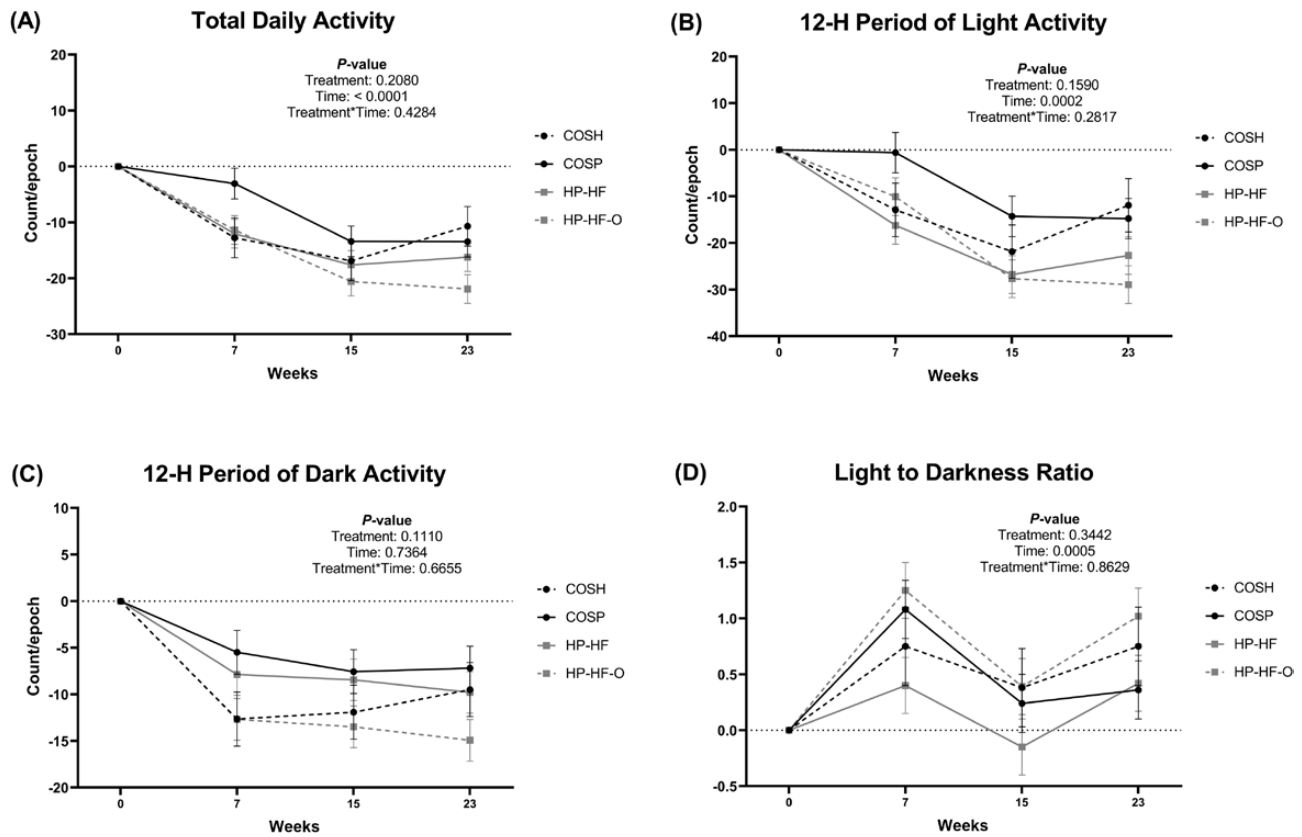 (A)
Total Daily Activity
P-value
Treatment: 0.2080
Time: < 0.0001
Treatment*Time: 0.4284
20
10
0
-10
-20
-30
Count/epoch
0 7 15 23
Weeks
COSH
COSP
HP-HF
HP-HF-O
(B)
12-H Period of Light Activity
P-value
Treatment: 0.1590
Time: 0.0002
Treatment*Time: 0.2817
20
10
0
-10
-20
-30
-40
Count/epoch
0 7 15 23
Weeks
COSH
COSP
HP-HF
HP-HF-O
(C)
12-H Period of Dark Activity
P-value
Treatment: 0.1110
Time: 0.7364
Treatment*Time: 0.6655
10
5
0
-5
-10
-15
-20
Count/epoch
0 7 15 23
Weeks
COSH
COSP
HP-HF
HP-HF-O
(D)
Light to Darkness Ratio
P-value
Treatment: 0.3442
Time: 0.0005
Treatment*Time: 0.8629
2.0
1.5
1.0
0.5
0.0
-0.5
Count/epoch
0 7 15 23
Weeks
COSH
COSP
HP-HF
HP-HF-O